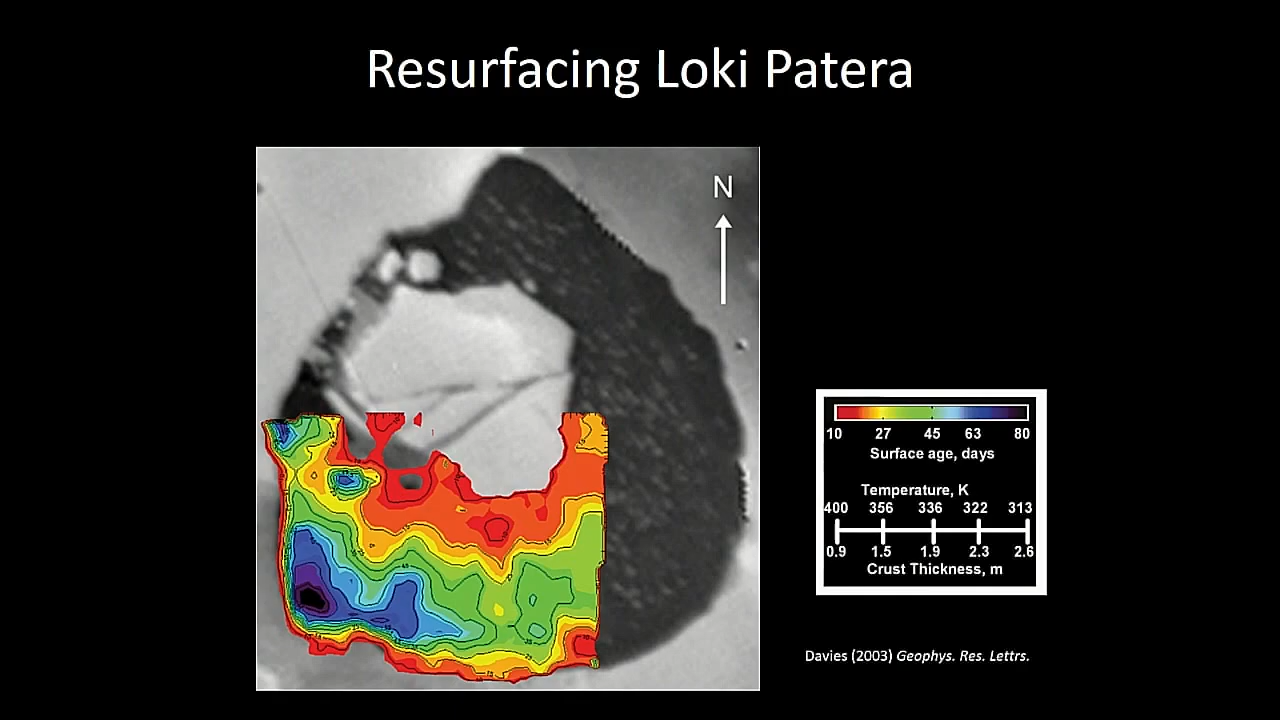 Resurfacing Loki Patera
N
10 27 45 63 80
Surface age, days
Temperature, K
400 356 336 322 313
0.9 1.5 1.9 2.3 2.6
Crust Thickness, m
Davies (2003) Geophys. Res. Lettrs.